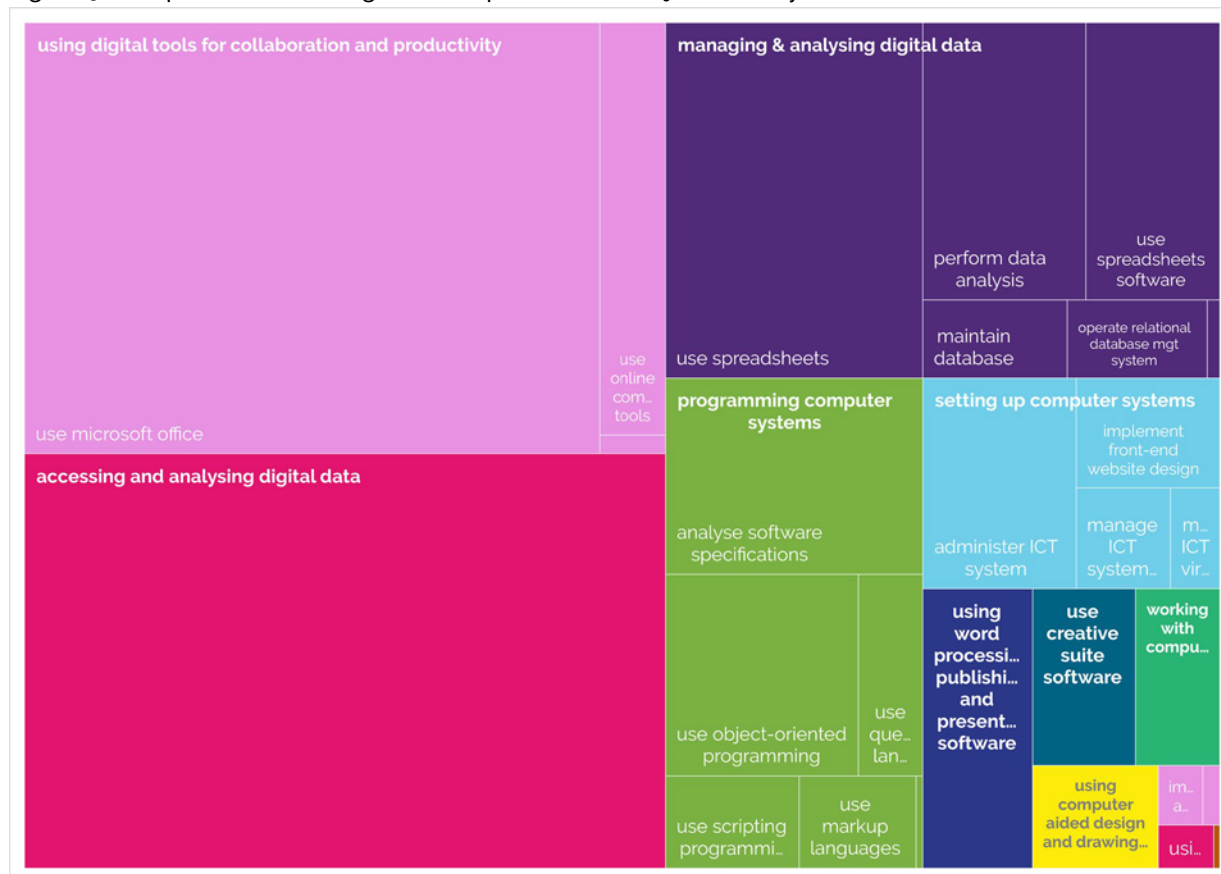 using digital tools for collaboration and productivity
use microsoft office
use
online
com...
tools
accessing and analysing digital data
managing & analysing digital data
use spreadsheets
perform data
analysis
use
spreadsheets
software
maintain
database
operate relational
database mgt
system
programming computer
systems
analyse software
specifications
use object-oriented
programming
use
que...
lan...
use scripting
programmi...
use
markup
languages
setting up computer systems
administer ICT
system
implement
front-end
website design
manage
ICT
system...
m...
ICT
vir...
using
word
processi...
publishi...
and
present...
software
use
creative
suite
software
working
with
compu...
using
computer
aided design
and drawing...
im...
a...
usi...